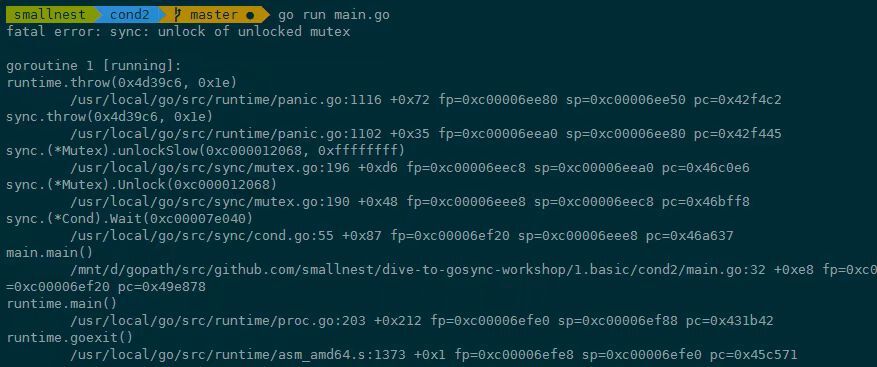 smallnest cond2 master ● go run main.go
fatal error: sync: unlock of unlocked mutex
goroutine 1 [running]:
runtime.throw(0x4d39c6, 0x1e)
/usr/local/go/src/runtime/panic.go:1116 +0x72 fp=0xc00006ee80 sp=0xc00006ee50 pc=0x42f4c2
sync.throw(0x4d39c6, 0x1e)
/usr/local/go/src/runtime/panic.go:1102 +0x35 fp=0xc00006eea0 sp=0xc00006ee80 pc=0x42f445
sync.(*Mutex).unlockSlow(0xc000012068, 0xffffffff)
/usr/local/go/src/sync/mutex.go:196 +0xd6 fp=0xc00006eec8 sp=0xc00006eea0 pc=0x46c0e6
sync.(*Mutex).Unlock(0xc000012068)
/usr/local/go/src/sync/mutex.go:190 +0x48 fp=0xc00006eee8 sp=0xc00006eec8 pc=0x46bff8
sync.(*Cond).Wait(0xc00007e040)
/usr/local/go/src/sync/cond.go:55 +0x87 fp=0xc00006ef20 sp=0xc00006eee8 pc=0x46a637
main.main()
/mnt/d/gopath/src/github.com/smallnest/dive-to-gosync-workshop/1.basic/cond2/main.go:32 +0xe8 fp=0xc0
=0xc00006ef20 pc=0x49e878
runtime.main()
/usr/local/go/src/runtime/proc.go:203 +0x212 fp=0xc00006efe0 sp=0xc00006ef88 pc=0x431b42
runtime.goexit()
/usr/local/go/src/runtime/asm_amd64.s:1373 +0x1 fp=0xc00006efe8 sp=0xc00006efe0 pc=0x45c571